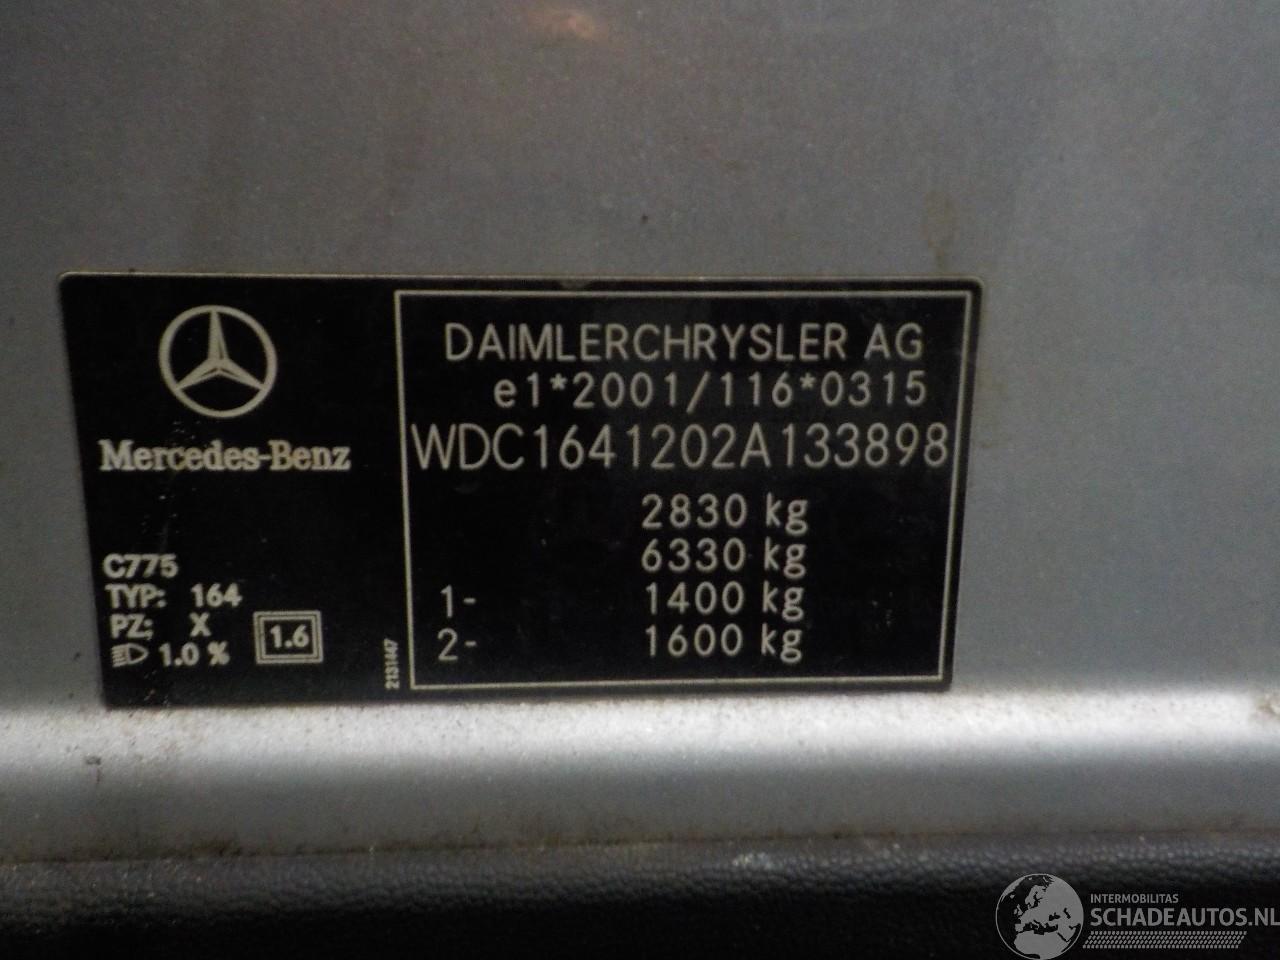 Mercedes-Benz
C775
TYP: 164
PZ: X
1.0 %
1.6
2131447
DAIMLERCHRYSLER AG
e1*2001/116*0315
WDC1641202A133898
2830 kg
6330 kg
1- 1400 kg
2- 1600 kg
INTERMOBILITAS
SCHADEAUTOS.NL